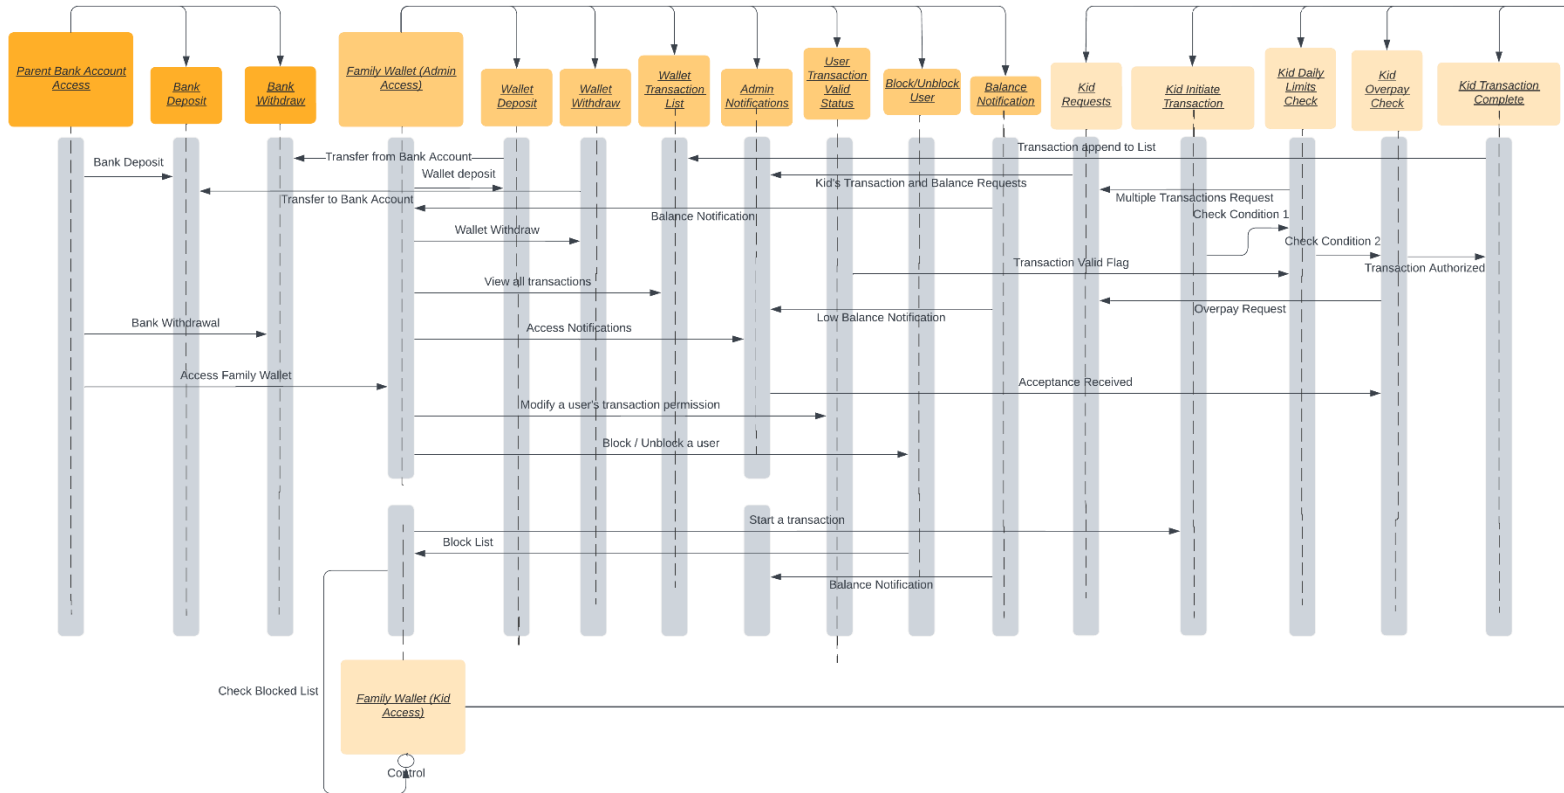 Parent Bank Account
Access
Bank
Deposit
Bank
Withdraw
Family Wallet (Admin
Access)
Wallet
Deposit
Wallet
Withdraw
Wallet
Transaction
List
Admin
Notifications
User
Transaction
Valid
Status
Block/Unblock
User
Balance
Notification
Kid
Requests
Kid Initiate
Transaction
Kid Daily
Limits
Check
Kid
Overpay
Check
Kid Transaction
Complete
Transaction append to List
Transfer from Bank Account
Bank Deposit
Wallet deposit
Kid's Transaction and Balance Requests
Multiple Transactions Request
Transfer to Bank Account
Balance Notification
Check Condition 1
Wallet Withdraw
Check Condition 2
Transaction Valid Flag
Transaction Authorized
View all transactions
Overpay Request
Low Balance Notification
Bank Withdrawal
Access Notifications
Access Family Wallet
Acceptance Received
Modify a user's transaction permission
Block / Unblock a user
Start a transaction
Block List
Balance Notification
Check Blocked List
Family Wallet (Kid
Access)
Control